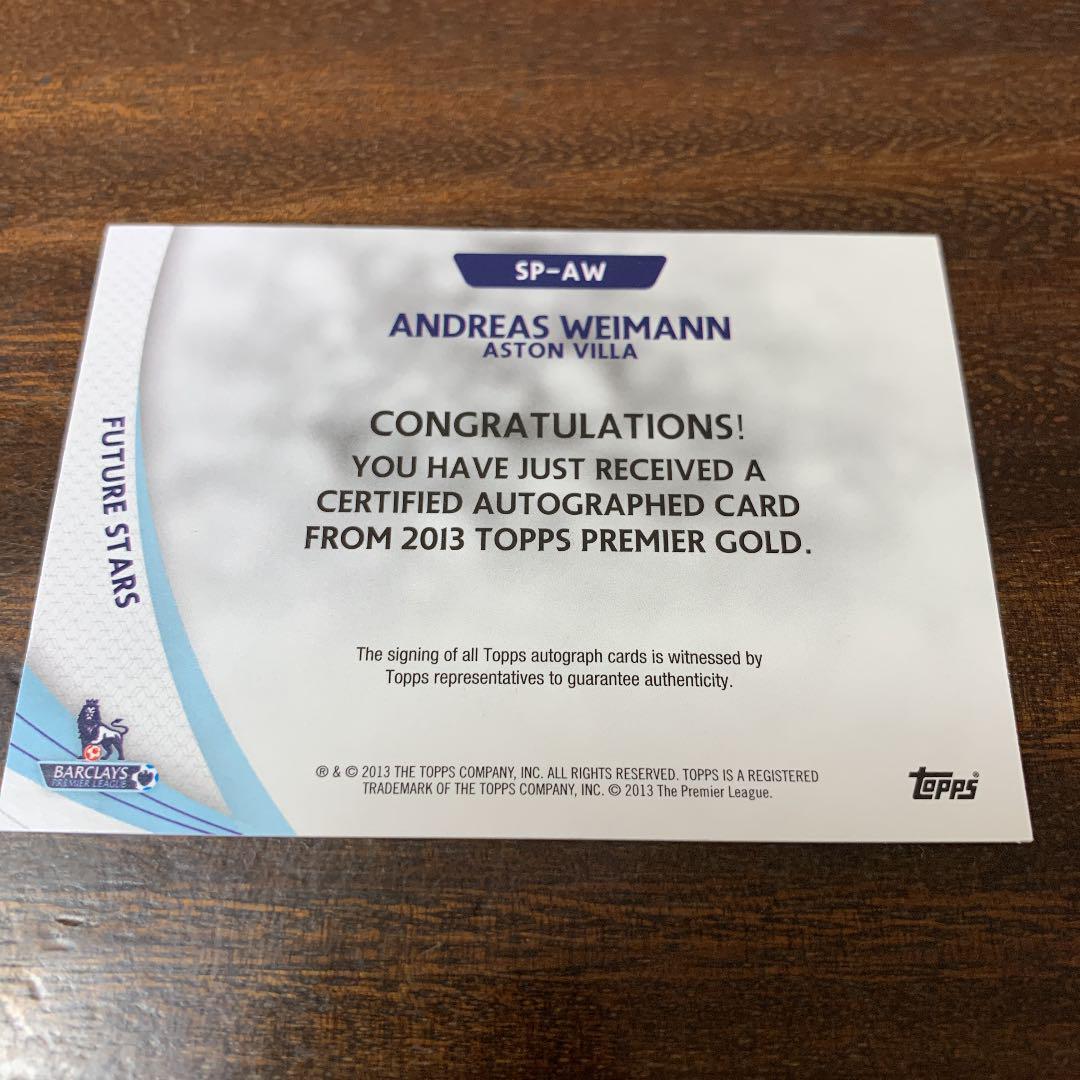 SP-AW
ANDREAS WEIMANN
ASTON VILLA
CONGRATULATIONS!
YOU HAVE JUST RECEIVED A
CERTIFIED AUTOGRAPHED CARD
FROM 2013 TOPPS PREMIER GOLD.
The signing of all Topps autograph cards is witnessed by
Topps representatives to guarantee authenticity.
® & © 2013 THE TOPPS COMPANY, INC. ALL RIGHTS RESERVED. TOPPS IS A REGISTERED
TRADEMARK OF THE TOPPS COMPANY, INC. © 2013 The Premier League.
topps®
FUTURE STARS
BARCLAYS
PREMIER LEAGUE